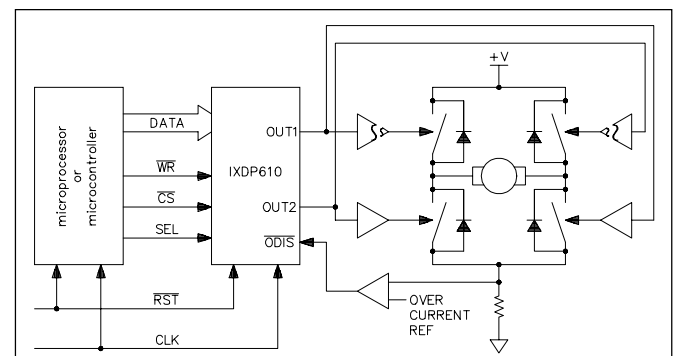 +V
DATA
OUT1
microprocessor
or
microcontroller
WR
IXDP610
CS
OUT2
SEL
ODIS
RST
OVER
CURRENT
REF
CLK